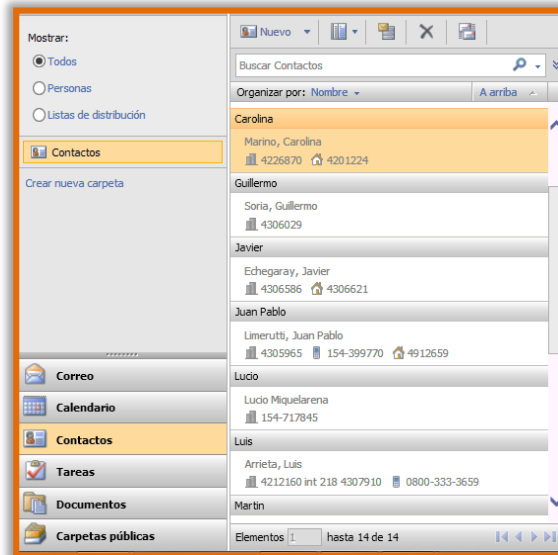 Mostrar:
Todos
Personas
Listas de distribución
Contactos
Crear nueva carpeta
Correo
Calendario
Contactos
Tareas
Documentos
Carpetas públicas
Nuevo
Buscar Contactos
Organizar por: Nombre A arriba
Carolina
Marino, Carolina
4226870 4201224
Guillermo
Soria, Guillermo
4306029
Javier
Echegaray, Javier
4306586 4306621
Juan Pablo
Limerutti, Juan Pablo
4305965 154-399770 4912659
Lucio
Lucio Miquelarena
154-717845
Luis
Arrieta, Luis
4212160 int 218 4307910 0800-333-3659
Martin
Elementos 1 hasta 14 de 14